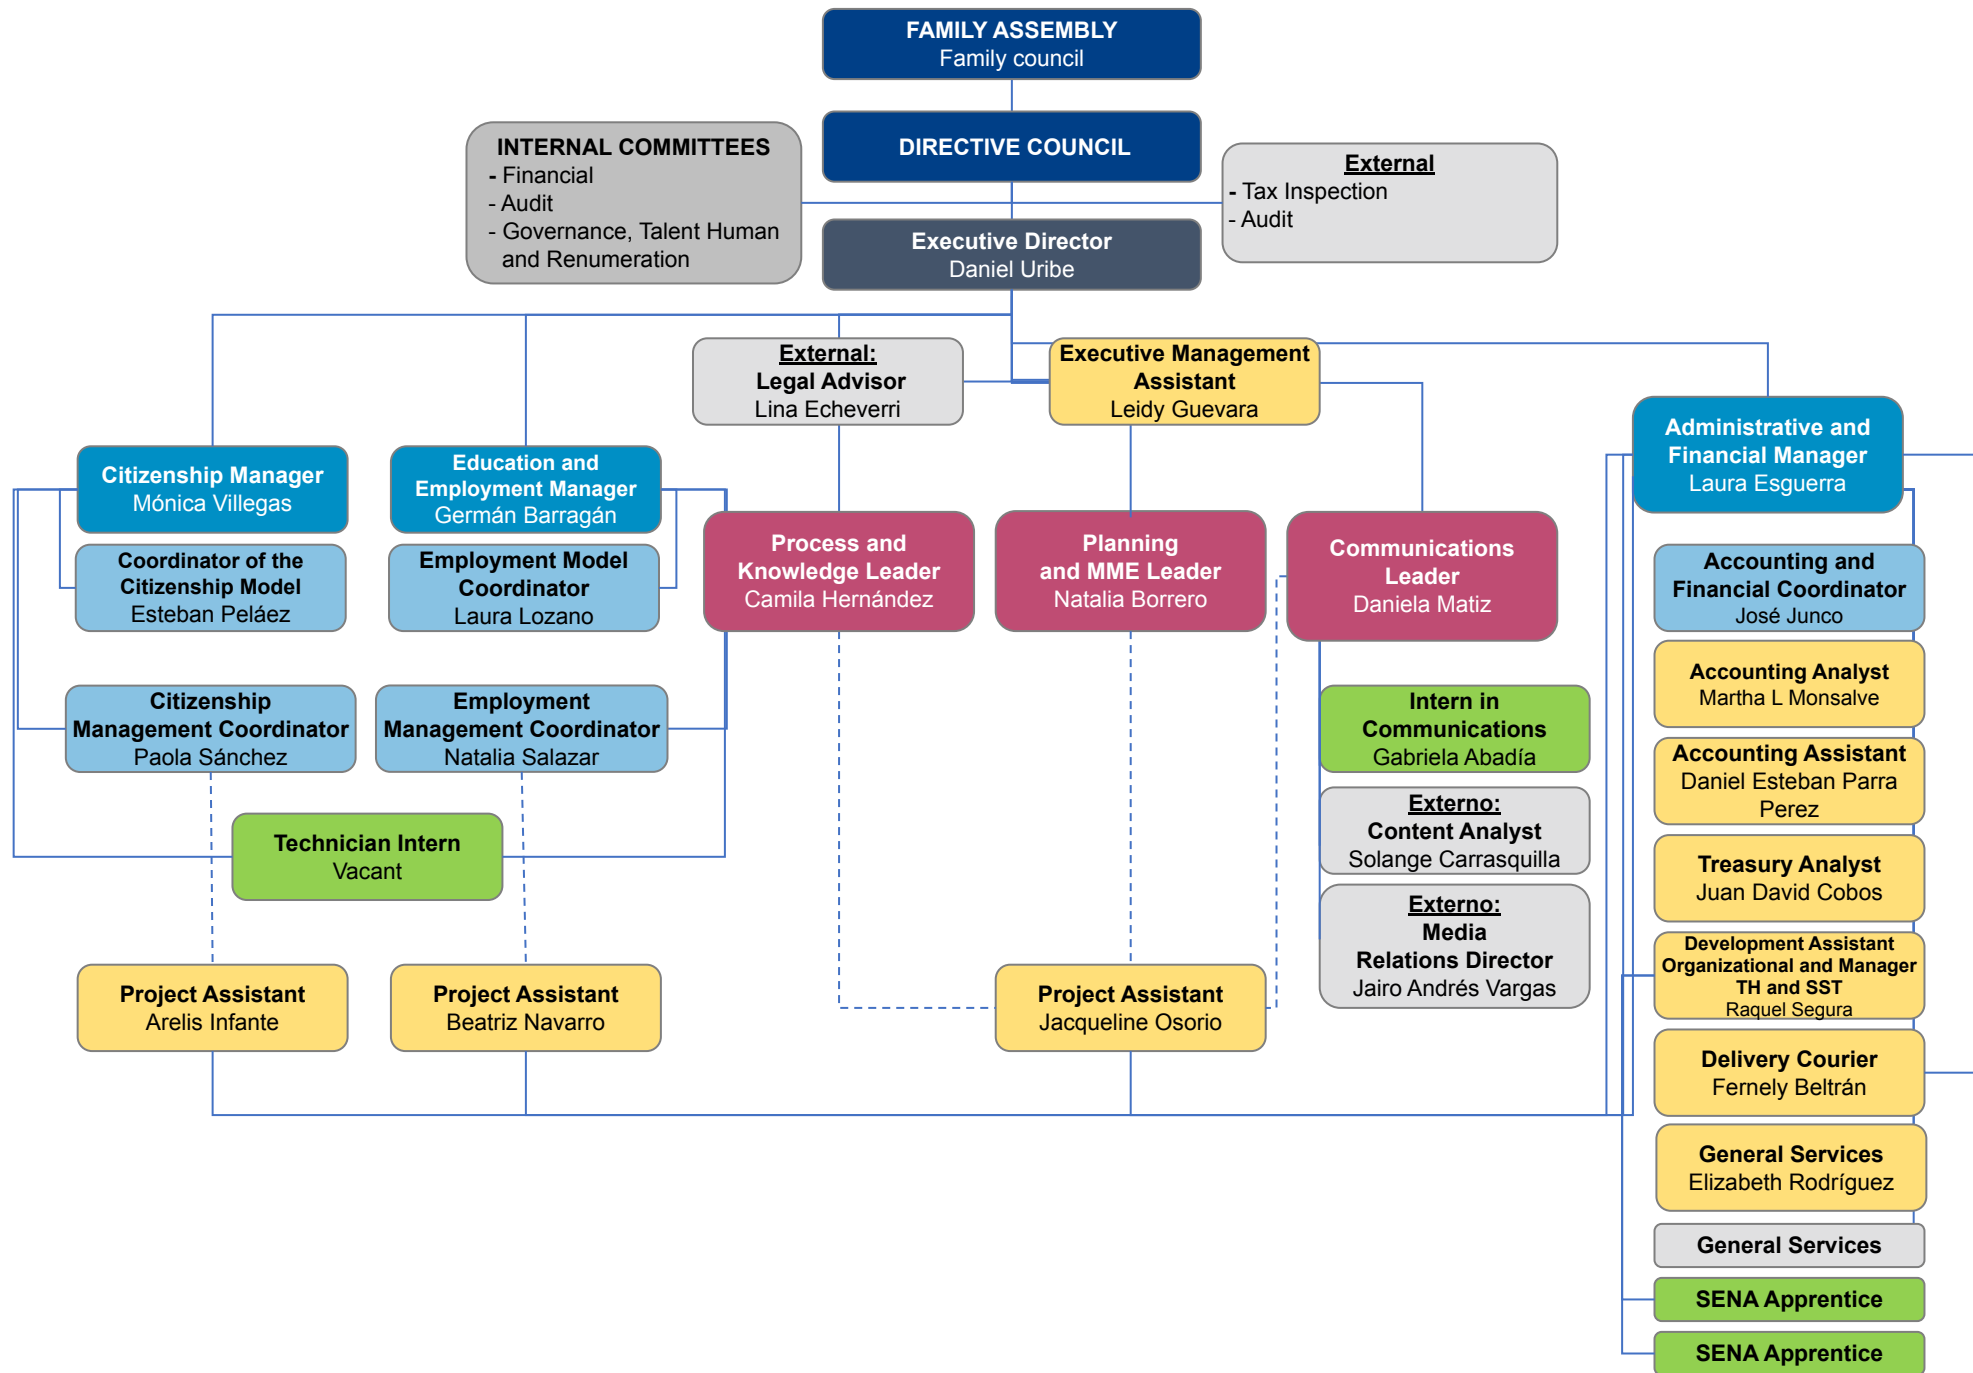 FAMILY ASSEMBLY
Family council
DIRECTIVE COUNCIL
INTERNAL COMMITTEES
- Financial
- Audit
- Governance, Talent Human
and Renumeration
External
- Tax Inspection
- Audit
Executive Director
Daniel Uribe
External:
Legal Advisor
Lina Echeverri
Executive Management
Assistant
Leidy Guevara
Citizenship Manager
Mónica Villegas
Education and
Employment Manager
Germán Barragán
Administrative and
Financial Manager
Laura Esguerra
Coordinator of the
Citizenship Model
Esteban Peláez
Employment Model
Coordinator
Laura Lozano
Process and
Knowledge Leader
Camila Hernández
Planning
and MME Leader
Natalia Borrero
Communications
Leader
Daniela Matiz
Citizenship
Management Coordinator
Paola Sánchez
Employment
Management Coordinator
Natalia Salazar
Technician Intern
Vacant
Project Assistant
Arelis Infante
Project Assistant
Beatriz Navarro
Project Assistant
Jacqueline Osorio
Intern in
Communications
Gabriela Abadía
Externo:
Content Analyst
Solange Carrasquilla
Externo:
Media
Relations Director
Jairo Andrés Vargas
Accounting and
Financial Coordinator
José Junco
Accounting Analyst
Martha L Monsalve
Accounting Assistant
Daniel Esteban Parra
Perez
Treasury Analyst
Juan David Cobos
Development Assistant
Organizational and Manager
TH and SST
Raquel Segura
Delivery Courier
Fernely Beltrán
General Services
Elizabeth Rodríguez
General Services
SENA Apprentice
SENA Apprentice